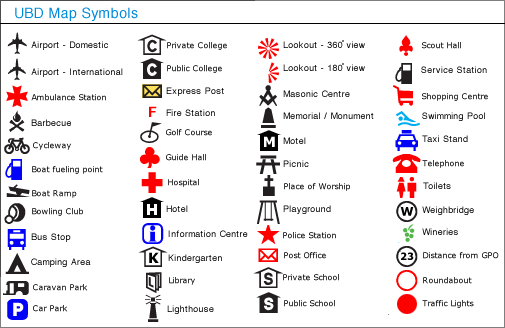 UBD Map Symbols
Airport - Domestic
Airport - International
Ambulance Station
Barbecue
Cycleway
Boat fueling point
Boat Ramp
Bowling Club
Bus Stop
Camping Area
Caravan Park
P Car Park
C Private College
C Public College
Express Post
F Fire Station
Golf Course
Guide Hall
Hospital
H Hotel
i Information Centre
K Kindergarten
L Library
Lighthouse
Lookout - 360° view
Lookout - 180° view
Masonic Centre
Memorial / Monument
M Motel
Picnic
Place of Worship
Playground
Police Station
Post Office
S Private School
S Public School
Scout Hall
Service Station
Shopping Centre
Swimming Pool
Taxi Stand
Telephone
Toilets
W Weighbridge
Wineries
23 Distance from GPO
Roundabout
Traffic Lights